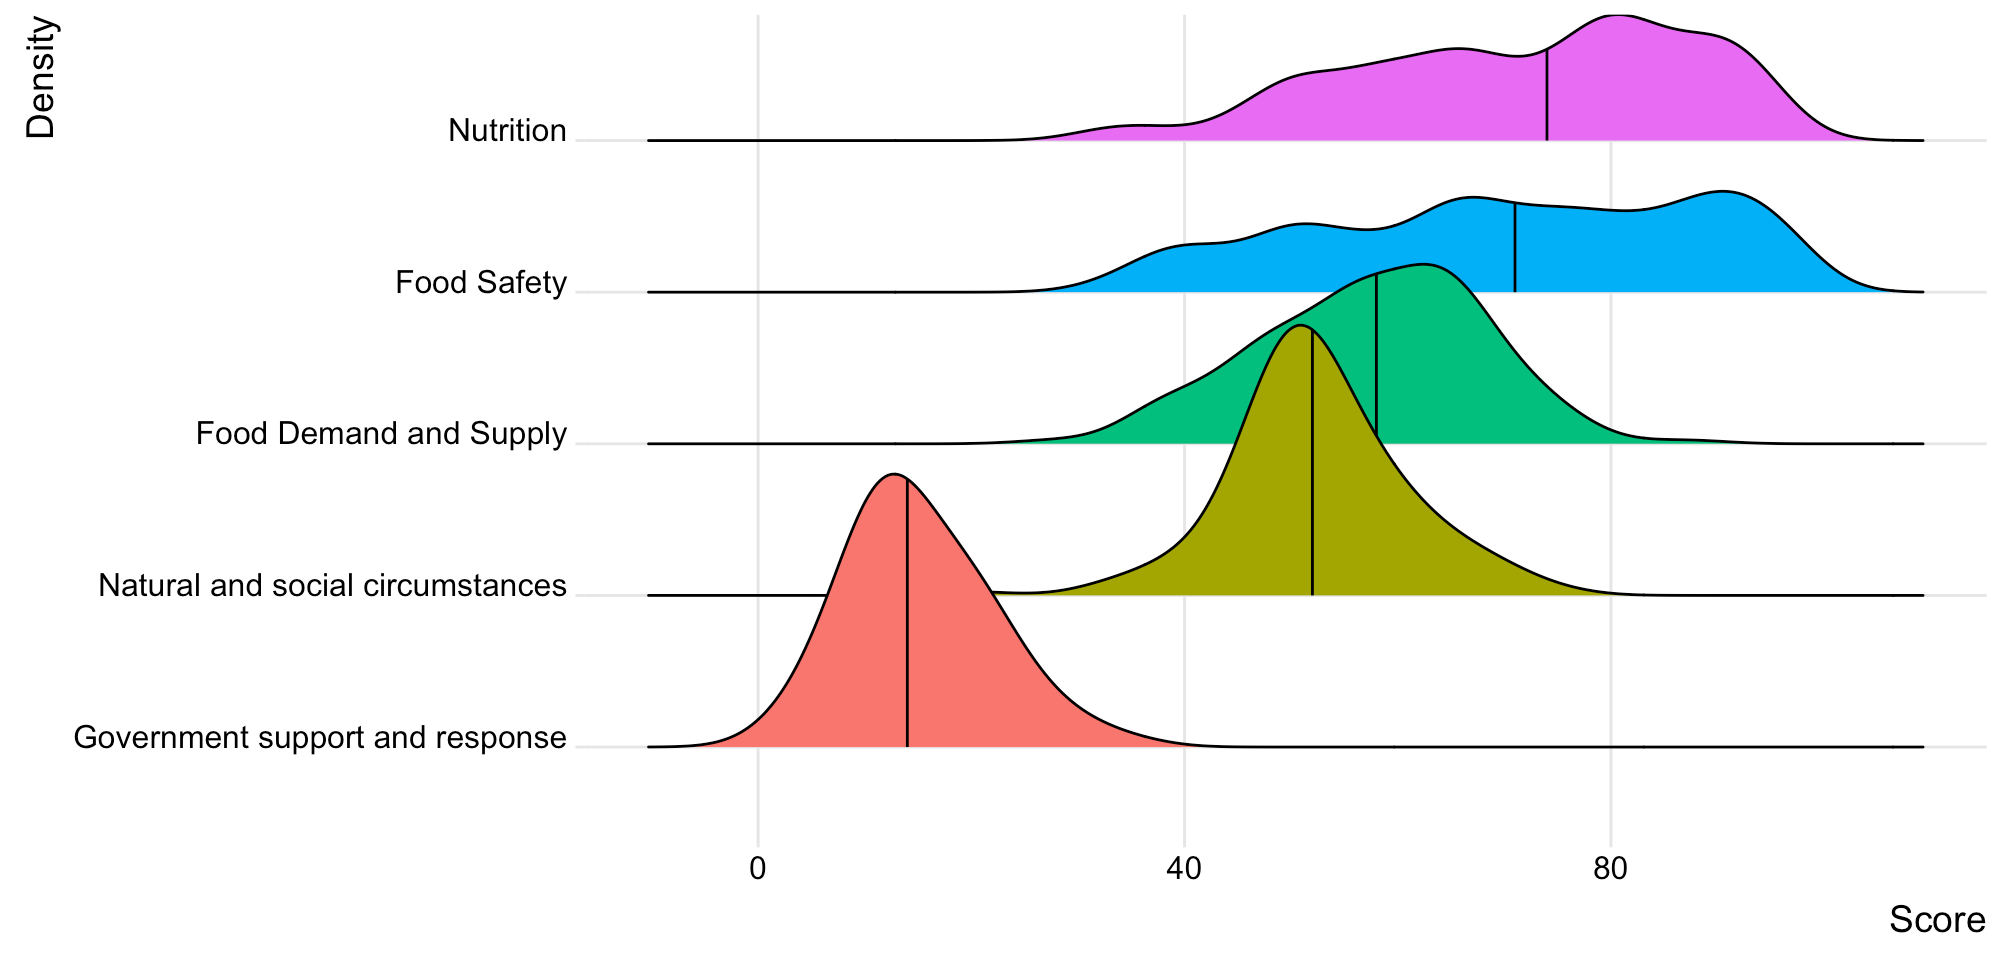 Density
Nutrition
Food Safety
Food Demand and Supply
Natural and social circumstances
Government support and response
0 40 80
Score